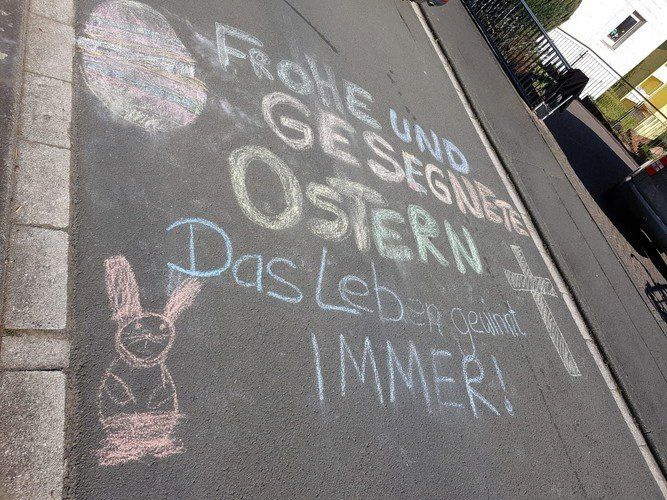 FROHE UND
GESEGNETE
OSTERN
Das Leben gewinnt
IMMER!